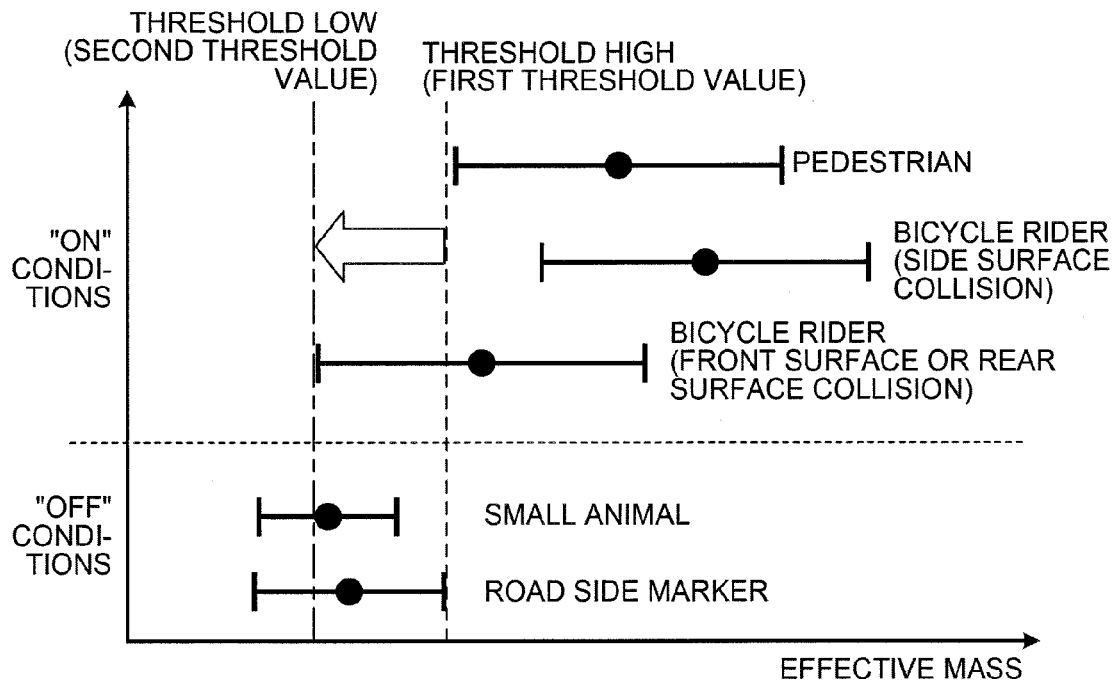 THRESHOLD LOW
(SECOND THRESHOLD
VALUE)
THRESHOLD HIGH
(FIRST THRESHOLD VALUE)
PEDESTRIAN
"ON"
CONDI-
TIONS
BICYCLE RIDER
(SIDE SURFACE
COLLISION)
BICYCLE RIDER
(FRONT SURFACE OR REAR
SURFACE COLLISION)
"OFF"
CONDI-
TIONS
SMALL ANIMAL
ROAD SIDE MARKER
EFFECTIVE MASS